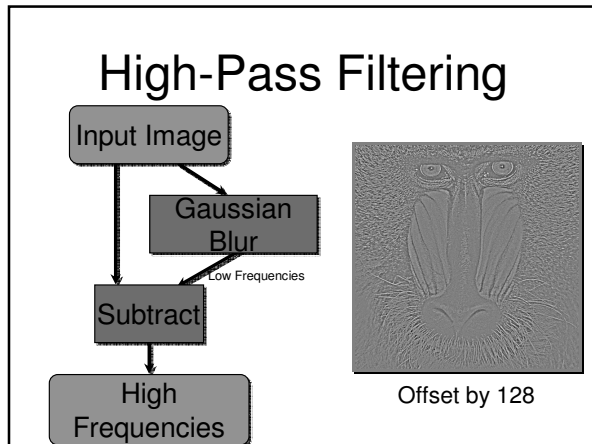 High-Pass Filtering
Input Image
Gaussian
Blur
Low Frequencies
Subtract
High
Frequencies
Offset by 128